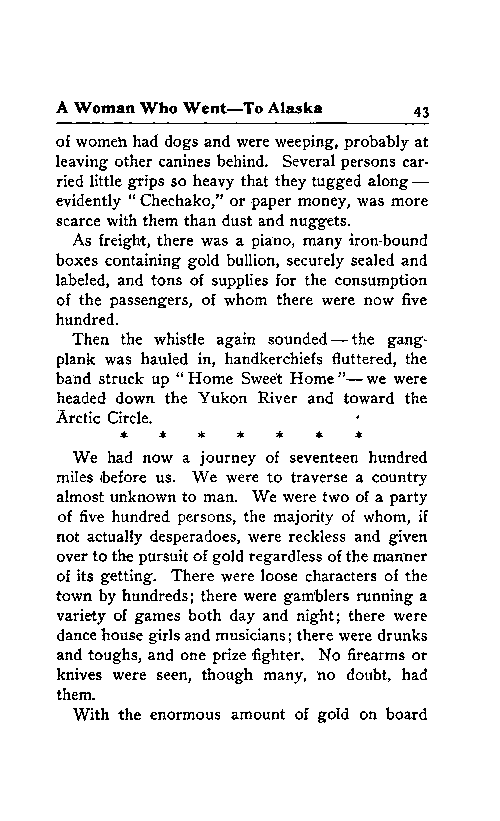 A Woman Who Went—To Alaska 43
of women had dogs and were weeping, probably at
leaving other canines behind. Several persons car-
ried little grips so heavy that they tugged along —
evidently " Chechako," or paper money, was more
scarce with them than dust and nuggets.
As freight, there was a piano, many iron-bound
boxes containing gold bullion, securely sealed and
labeled, and tons of supplies for the consumption
of the passengers, of whom there were now five
hundred.
Then the whistle again sounded — the gang-
plank was hauled in, handkerchiefs fluttered, the
band struck up " Home Sweet Home "— we were
headed down the Yukon River and toward the
Arctic Circle.
* * * * * * *
We had now a journey of seventeen hundred
miles before us. We were to traverse a country
almost unknown to man. We were two of a party
of five hundred persons, the majority of whom, if
not actually desperadoes, were reckless and given
over to the pursuit of gold regardless of the manner
of its getting. There were loose characters of the
town by hundreds; there were gamblers running a
variety of games both day and night; there were
dance house girls and musicians; there were drunks
and toughs, and one prize fighter. No firearms or
knives were seen, though many, no doubt, had
them.
With the enormous amount of gold on board